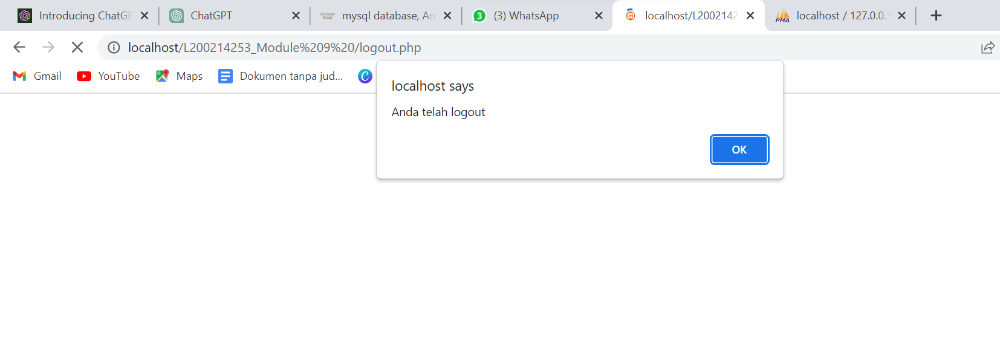 Introducing ChatGP
ChatGPT
Answer Root mysql database, An
3 (3) WhatsApp
localhost/L2002142
PMA localhost / 127.0.0.1
localhost/L200214253_Module%209%20/logout.php
Gmail YouTube Maps Dokumen tanpa jud...
localhost says
Anda telah logout
OK